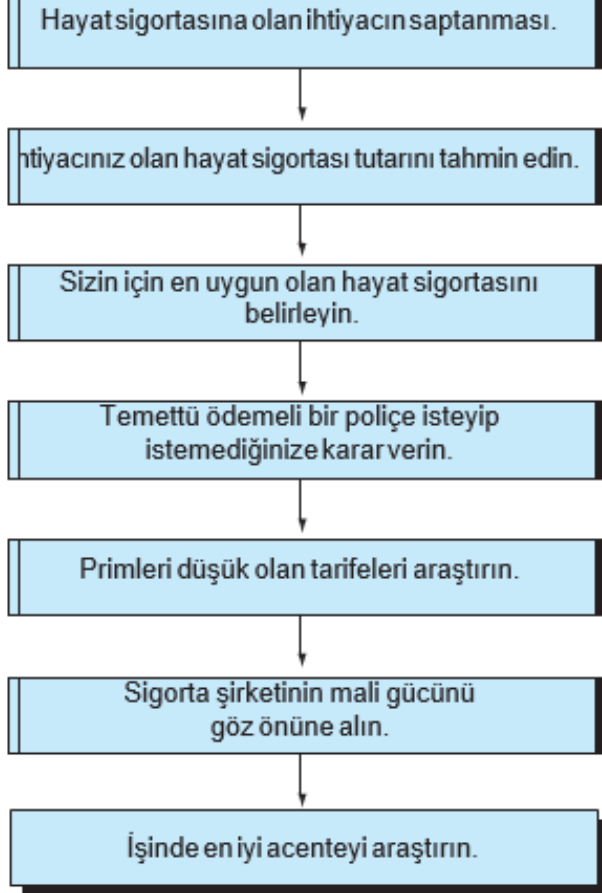 Hayat sigortasına olan ihtiyacın saptanması.
htiyacınız olan hayat sigortası tutarını tahmin edin.
Sizin için en uygun olan hayat sigortasını
belirleyin.
Temettü ödemeli bir poliçe isteyip
istemediğinize karar verin.
Primleri düşük olan tarifeleri araştırın.
Sigorta şirketinin mali gücünü
göz önüne alın.
İşinde en iyi acenteyi araştırın.